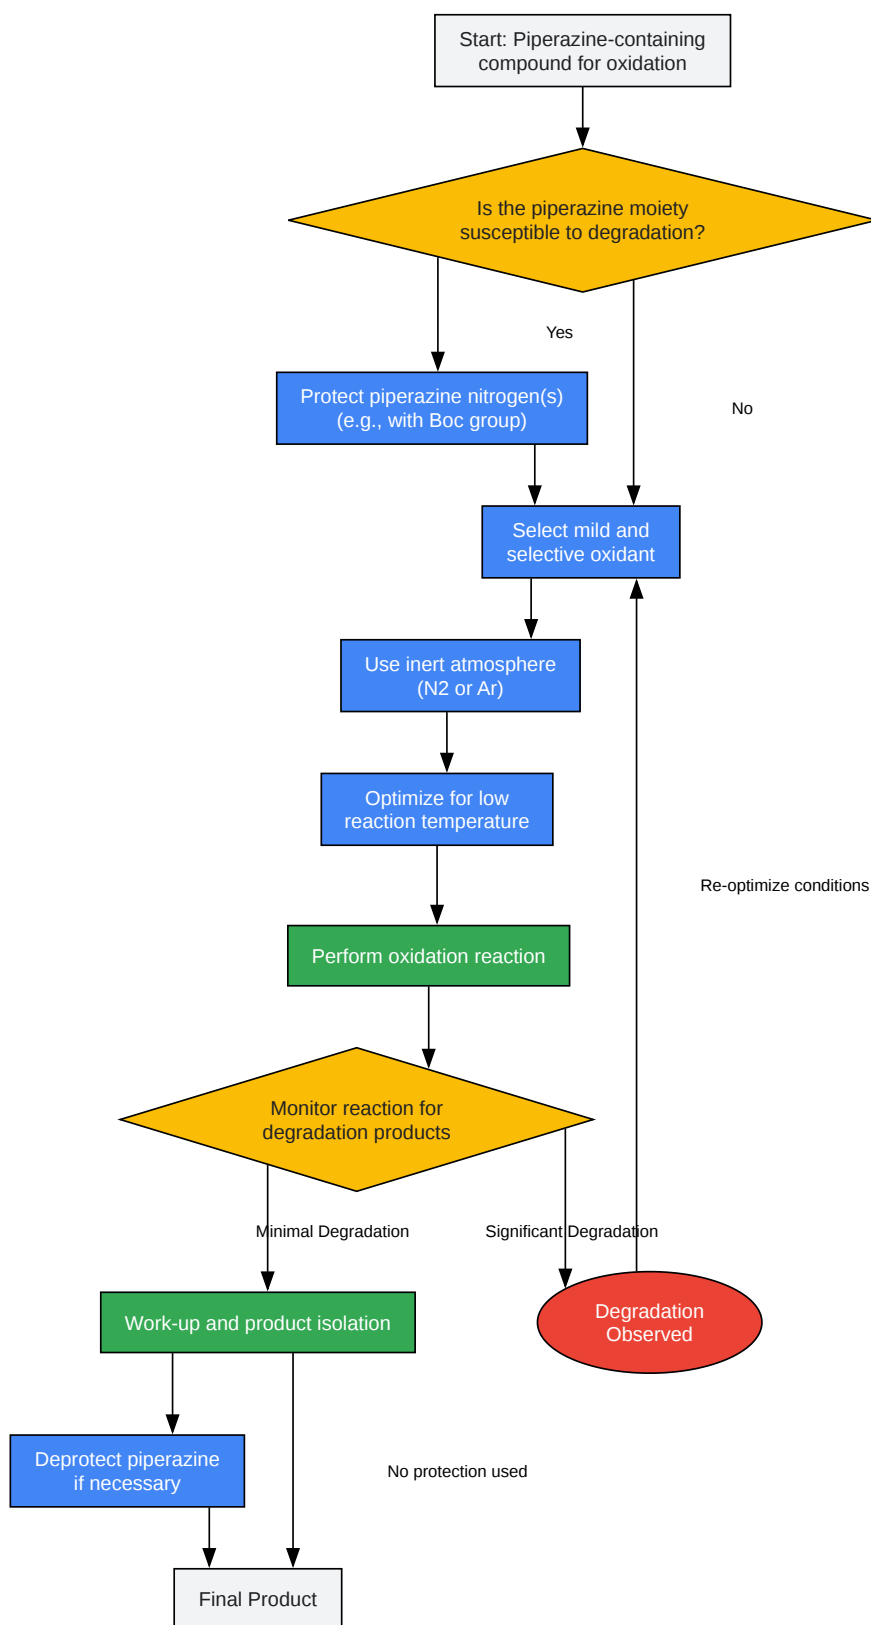 Start: Piperazine-containing
compound for oxidation
Is the piperazine moiety
susceptible to degradation?
Yes
Protect piperazine nitrogen(s)
(e.g., with Boc group)
No
Select mild and
selective oxidant
Use inert atmosphere
(N2 or Ar)
Optimize for low
reaction temperature
Re-optimize conditions
Perform oxidation reaction
Monitor reaction for
degradation products
Minimal Degradation
Significant Degradation
Work-up and product isolation
Degradation
Observed
Deprotect piperazine
if necessary
No protection used
Final Product